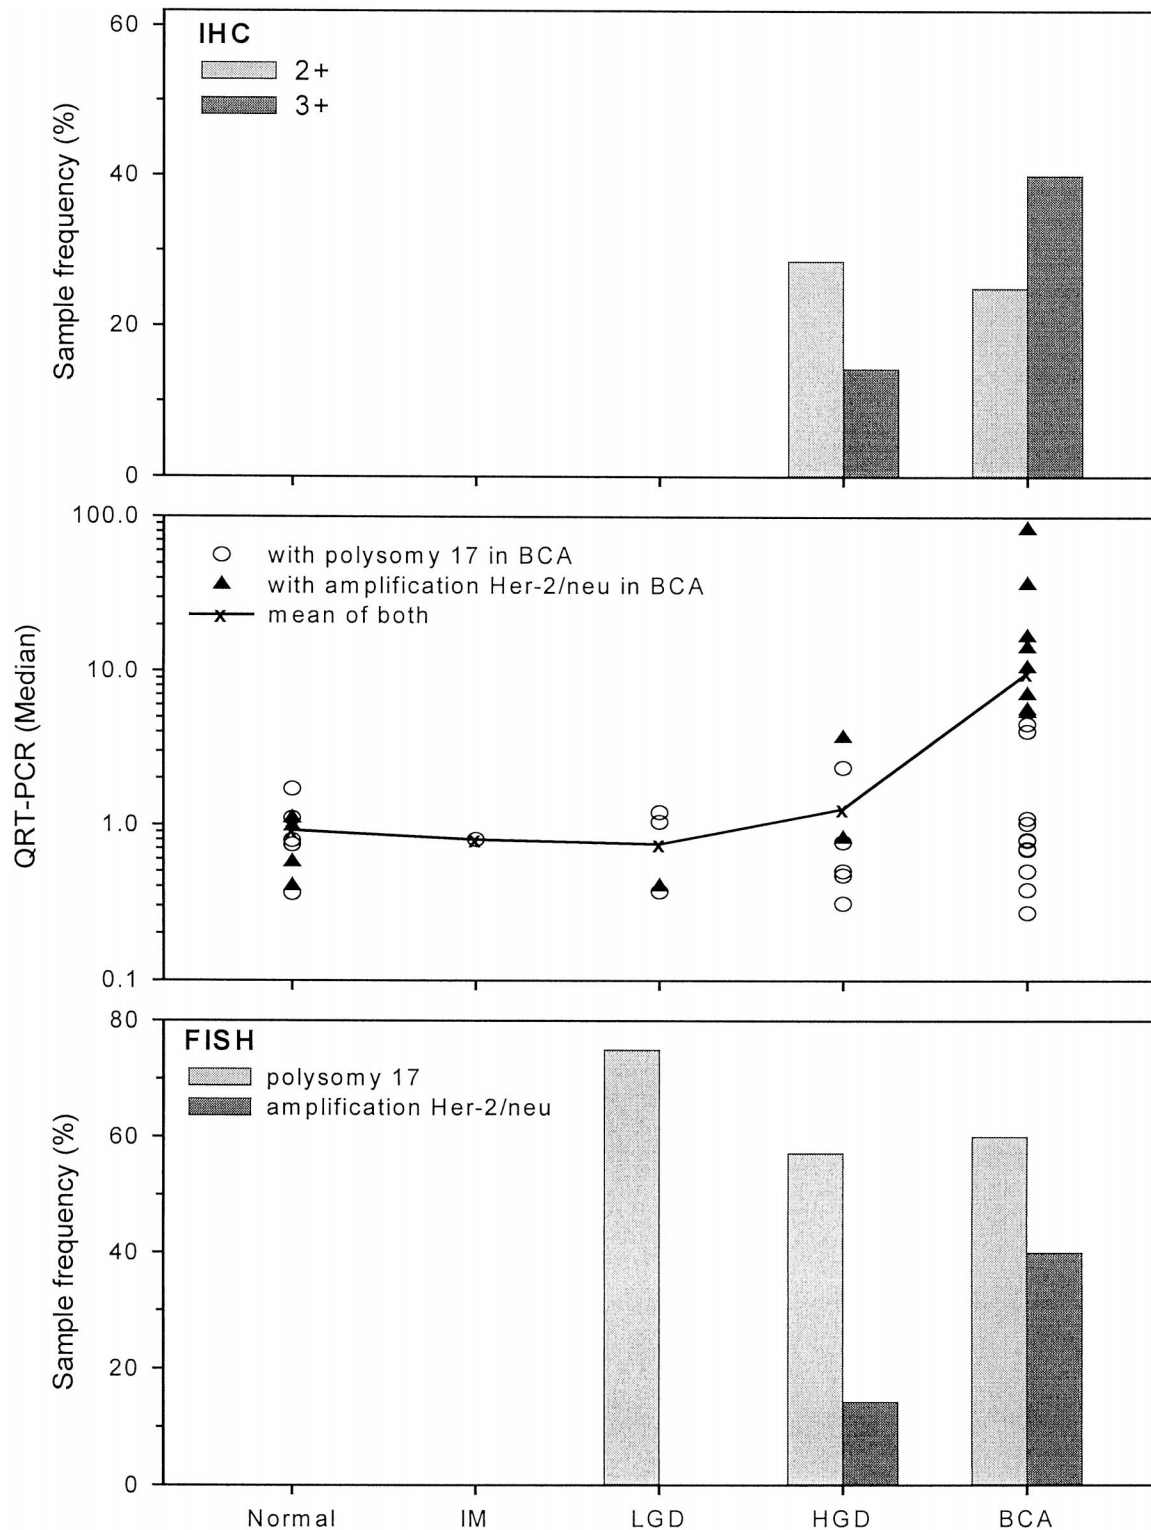 60
IHC
2+
3+
Sample frequency (%)
40
20
0
100.0
with polysomy 17 in BCA
with amplification Her-2/neu in BCA
x mean of both
QRT-PCR (Median)
10.0
1.0
0.1
80
FISH
polysomy 17
amplification Her-2/neu
Sample frequency (%)
60
40
20
0
Normal IM LGD HGD BCA